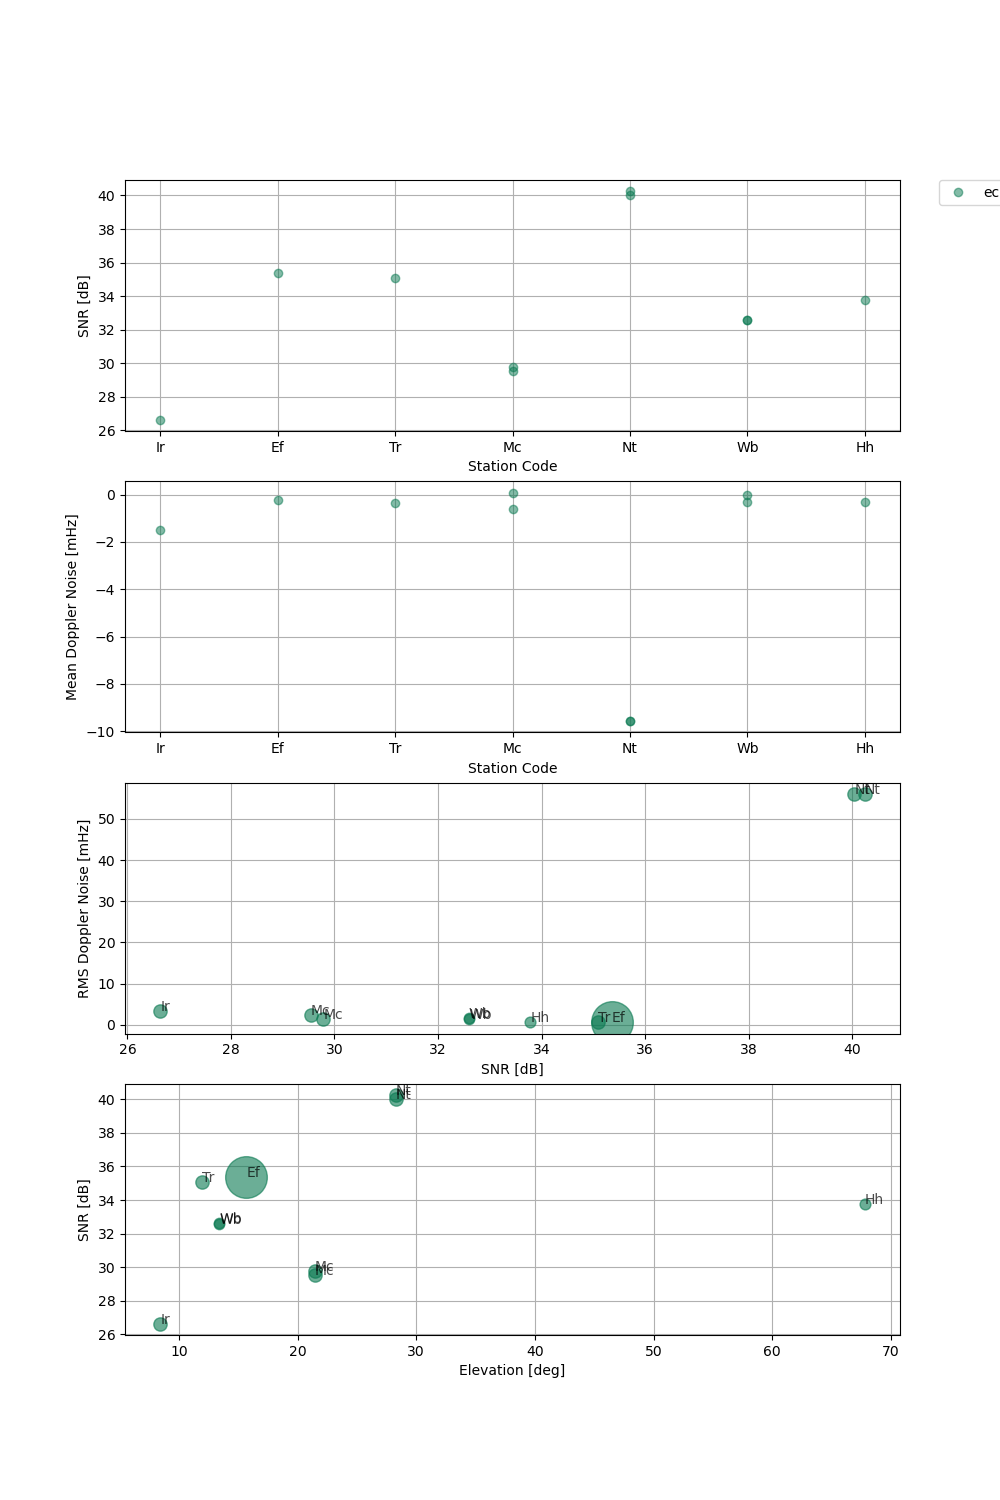 40
38
36
34
32
30
28
26
SNR [dB]
ec
Ir Ef Tr Mc Nt Wb Hh
Station Code
0
−2
−4
−6
−8
−10
Mean Doppler Noise [mHz]
Ir Ef Tr Mc Nt Wb Hh
Station Code
50
40
30
20
10
0
RMS Doppler Noise [mHz]
Nt Nt
Ir Mc Mc Wb Wb Hh Tr Ef
26 28 30 32 34 36 38 40
SNR [dB]
40
38
36
34
32
30
28
26
SNR [dB]
Nt
Nt
Ef
Tr
Hh
Wb
Wb
Mc
Mc
Ir
10 20 30 40 50 60 70
Elevation [deg]